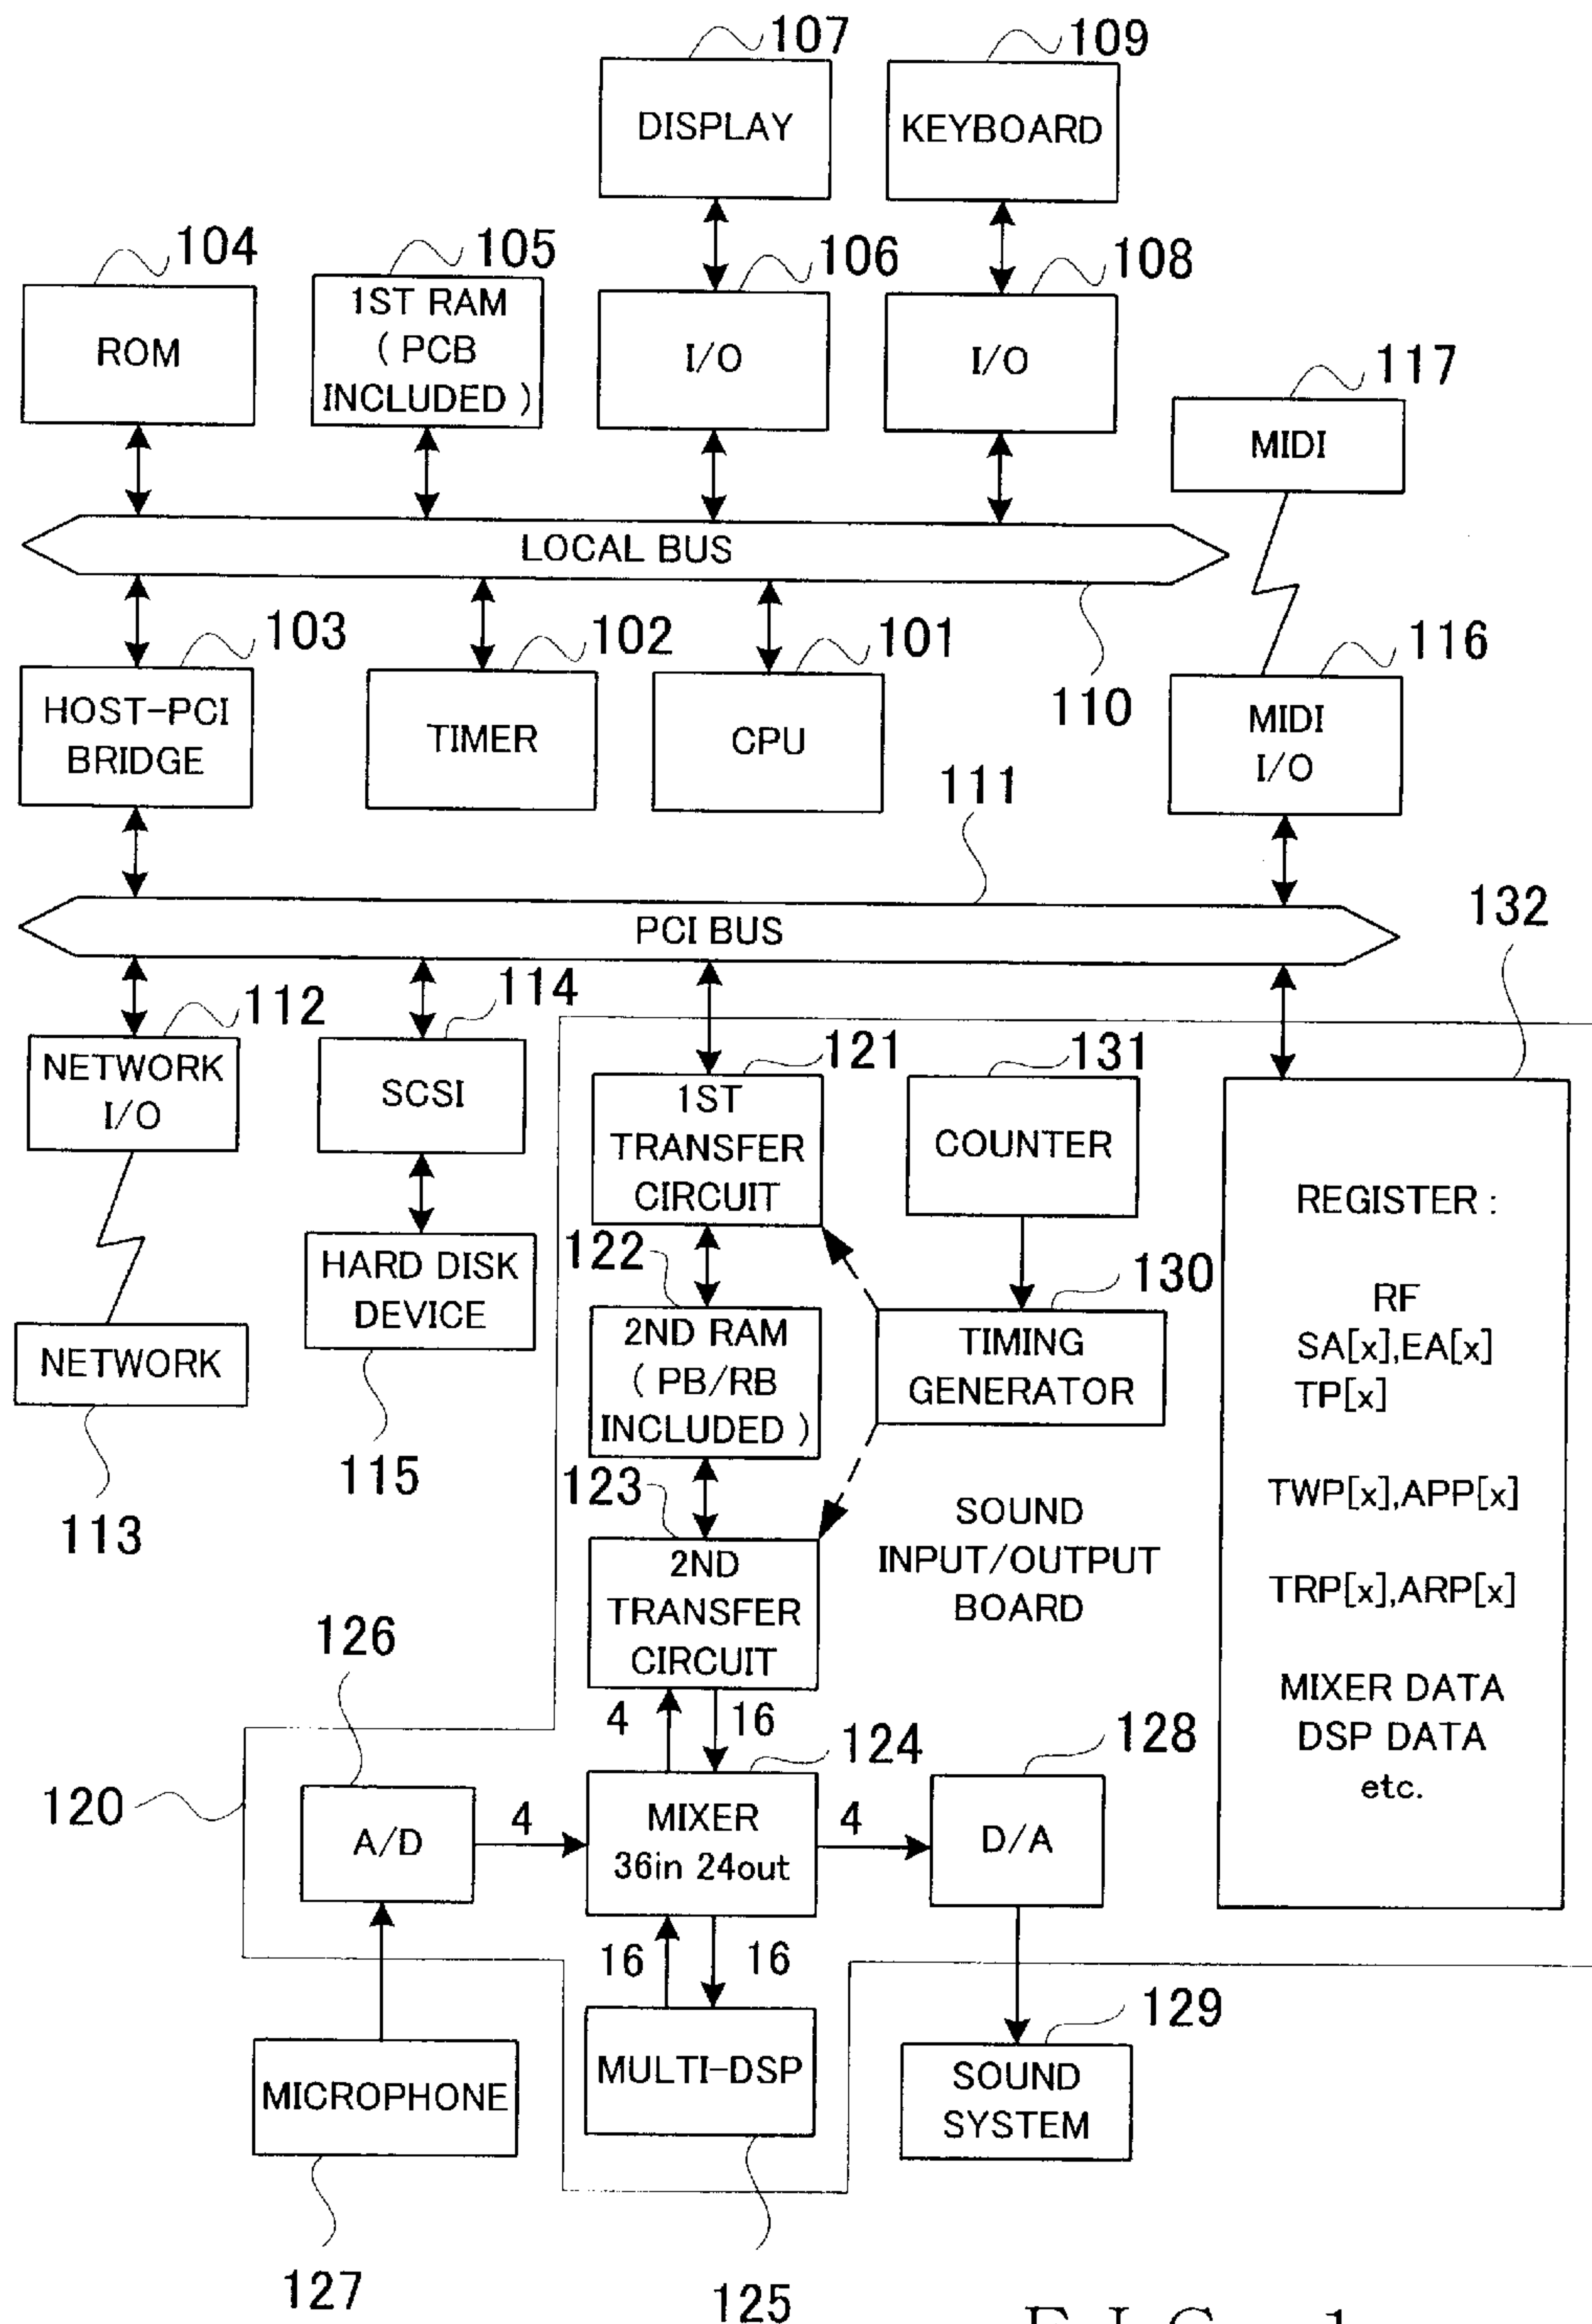 107
109
DISPLAY
KEYBOARD
104
105
106
108
ROM
1ST RAM
( PCB
INCLUDED )
I/O
I/O
117
MIDI
LOCAL BUS
103
102
101
110
116
HOST-PCI
BRIDGE
TIMER
CPU
MIDI
I/O
111
PCI BUS
132
112
114
121
131
NETWORK
I/O
SCSI
1ST
TRANSFER
CIRCUIT
COUNTER
REGISTER :
RF
SA[x],EA[x]
TP[x]
TWP[x],APP[x]
TRP[x],ARP[x]
MIXER DATA
DSP DATA
etc.
122
130
HARD DISK
DEVICE
2ND RAM
( PB/RB
INCLUDED )
TIMING
GENERATOR
NETWORK
113
115
123
2ND
TRANSFER
CIRCUIT
SOUND
INPUT/OUTPUT
BOARD
126
4
16
124
128
120
A/D
4
MIXER
36in 24out
4
D/A
16
16
129
MICROPHONE
MULTI-DSP
SOUND
SYSTEM
127
125
FIG. 1